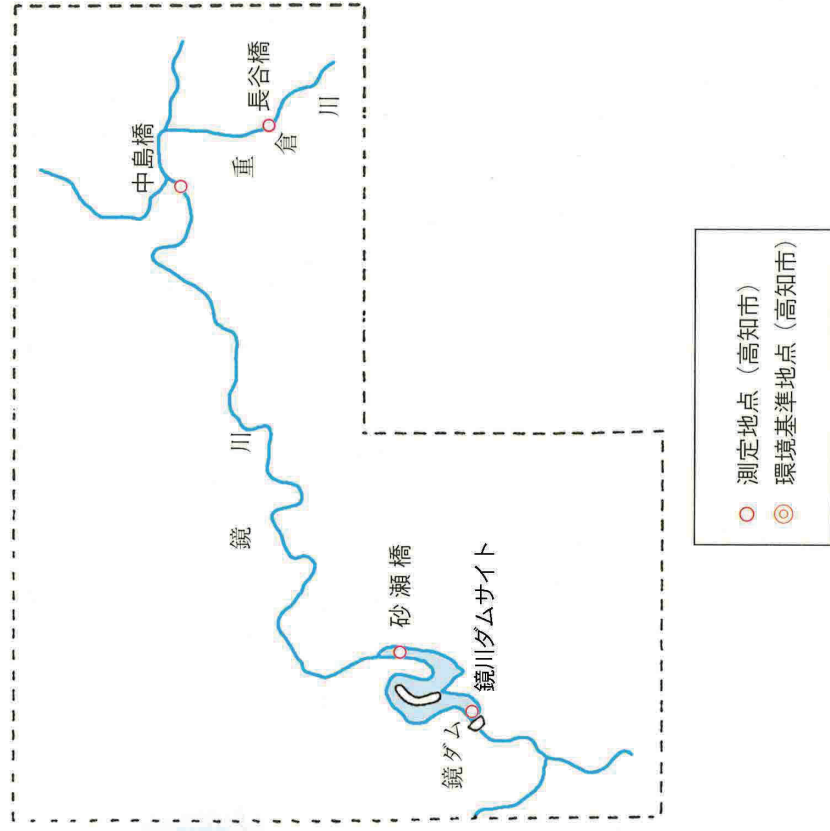 中島橋
長谷橋
重倉川
鏡川
砂瀬橋
鏡川ダムサイト
鏡ダム
測定地点（高知市）
環境基準地点（高知市）